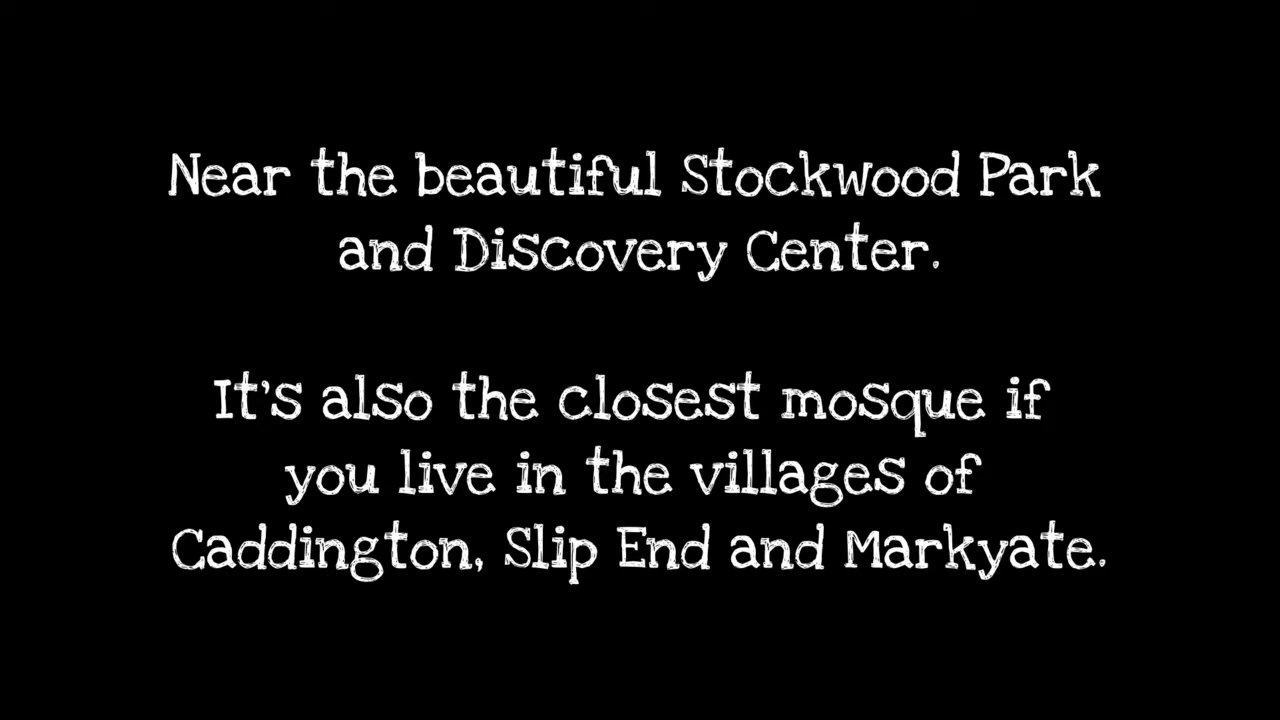 Near the beautiful Stockwood Park
and Discovery Center.
It's also the closest mosque if
you live in the villages of
Caddington, Slip End and Markyate.